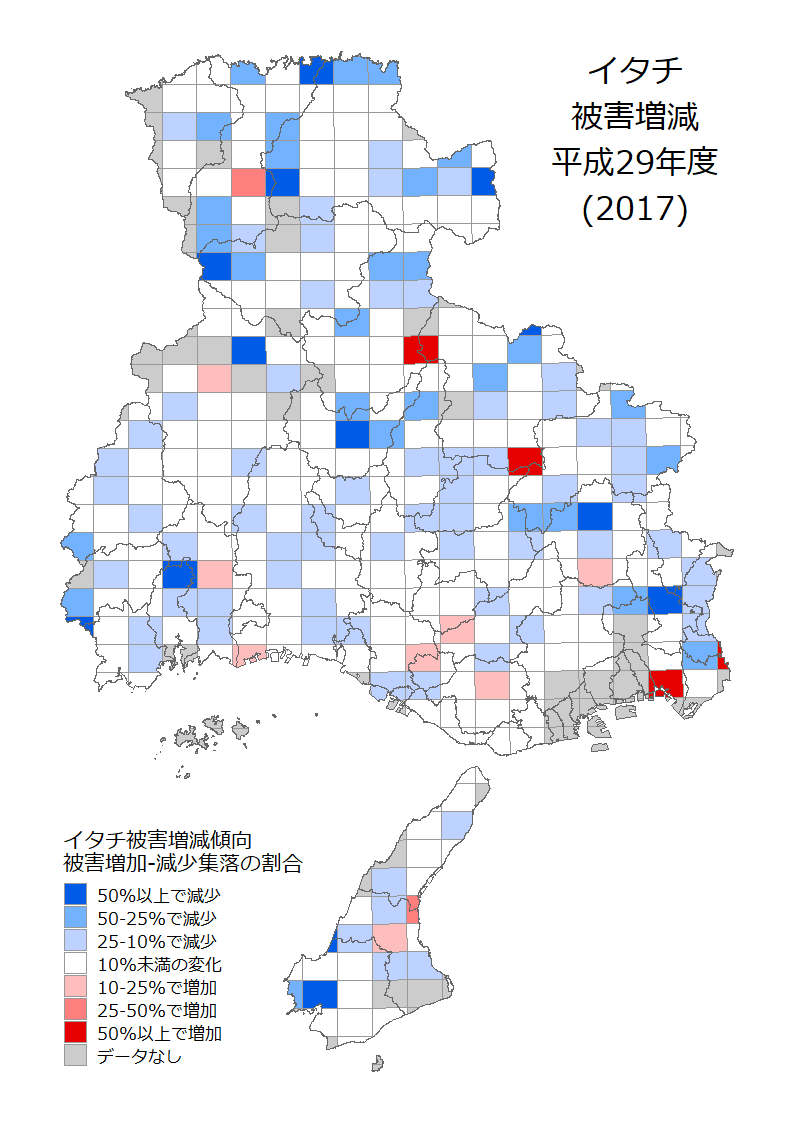 イタチ
被害増減
平成29年度
(2017)
イタチ被害増減傾向
被害増加-減少集落の割合
50%以上で減少
50-25%で減少
25-10%で減少
10%未満の変化
10-25%で増加
25-50%で増加
50%以上で増加
データなし